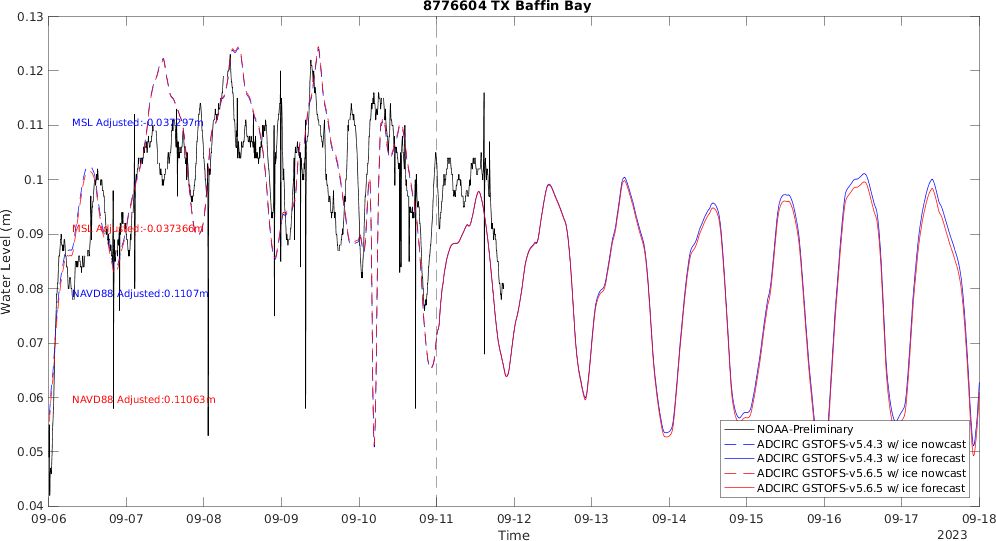 8776604 TX Baffin Bay
0.13
0.12
0.11
0.1
0.09
0.08
0.07
0.06
0.05
0.04
Water Level (m)
MSL Adjusted:-0.037297m
MSL Adjusted:-0.037366m
NAVD88 Adjusted:0.1107m
NAVD88 Adjusted:0.11063m
NOAA-Preliminary
ADCIRC GSTOFS-v5.4.3 w/ ice nowcast
ADCIRC GSTOFS-v5.4.3 w/ ice forecast
ADCIRC GSTOFS-v5.6.5 w/ ice nowcast
ADCIRC GSTOFS-v5.6.5 w/ ice forecast
09-06 09-07 09-08 09-09 09-10 09-11 09-12 09-13 09-14 09-15 09-16 09-17 09-18
Time
2023